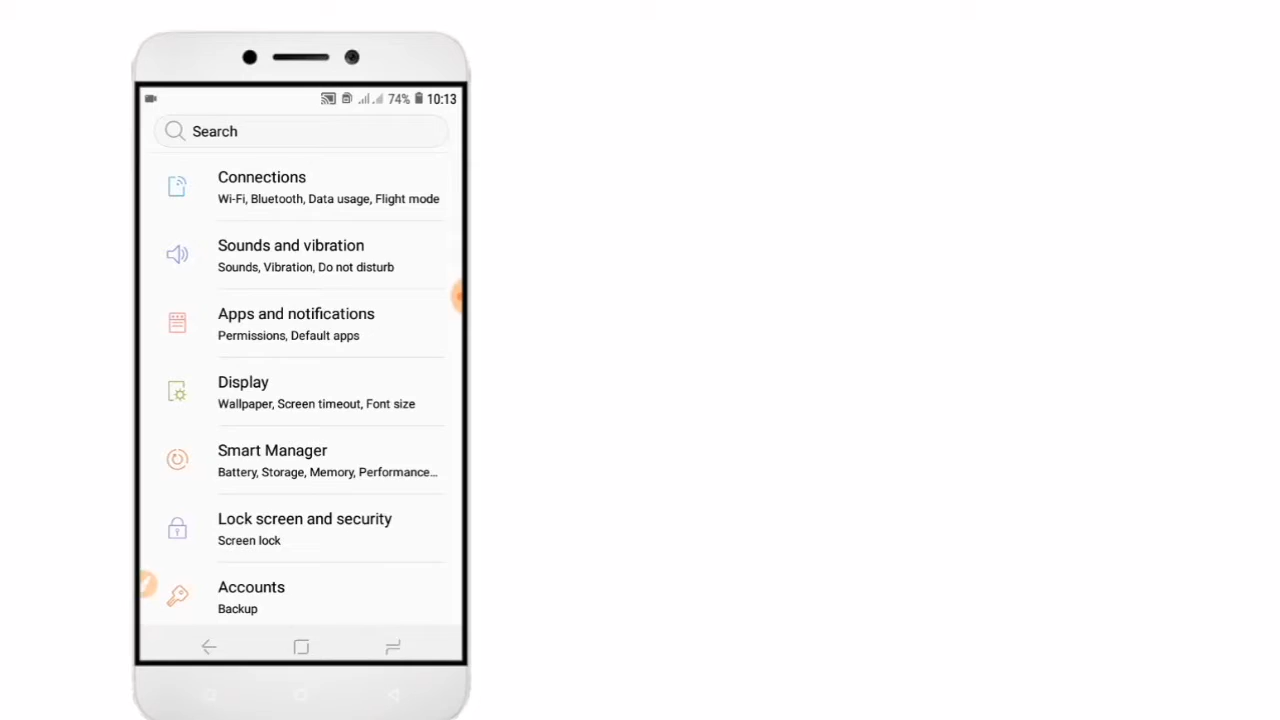 74% 10:13
Search
Connections
Wi-Fi, Bluetooth, Data usage, Flight mode
Sounds and vibration
Sounds, Vibration, Do not disturb
Apps and notifications
Permissions, Default apps
Display
Wallpaper, Screen timeout, Font size
Smart Manager
Battery, Storage, Memory, Performance...
Lock screen and security
Screen lock
Accounts
Backup